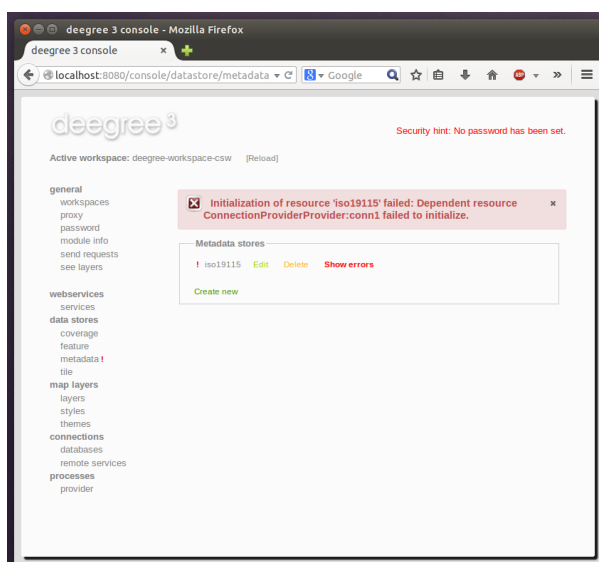 deegree 3 console - Mozilla Firefox
deegree 3 console ×
localhost:8080/console/datastore/metadata Google
deegree 3
Security hint: No password has been set.
Active workspace: deegree-workspace-csw [Reload]
general
workspaces
proxy
password
module info
send requests
see layers
webservices
services
data stores
coverage
feature
metadata !
tile
map layers
layers
styles
themes
connections
databases
remote services
processes
provider
Initialization of resource 'iso19115' failed: Dependent resource
ConnectionProviderProvider:conn1 failed to initialize.
Metadata stores
! iso19115 Edit Delete Show errors
Create new